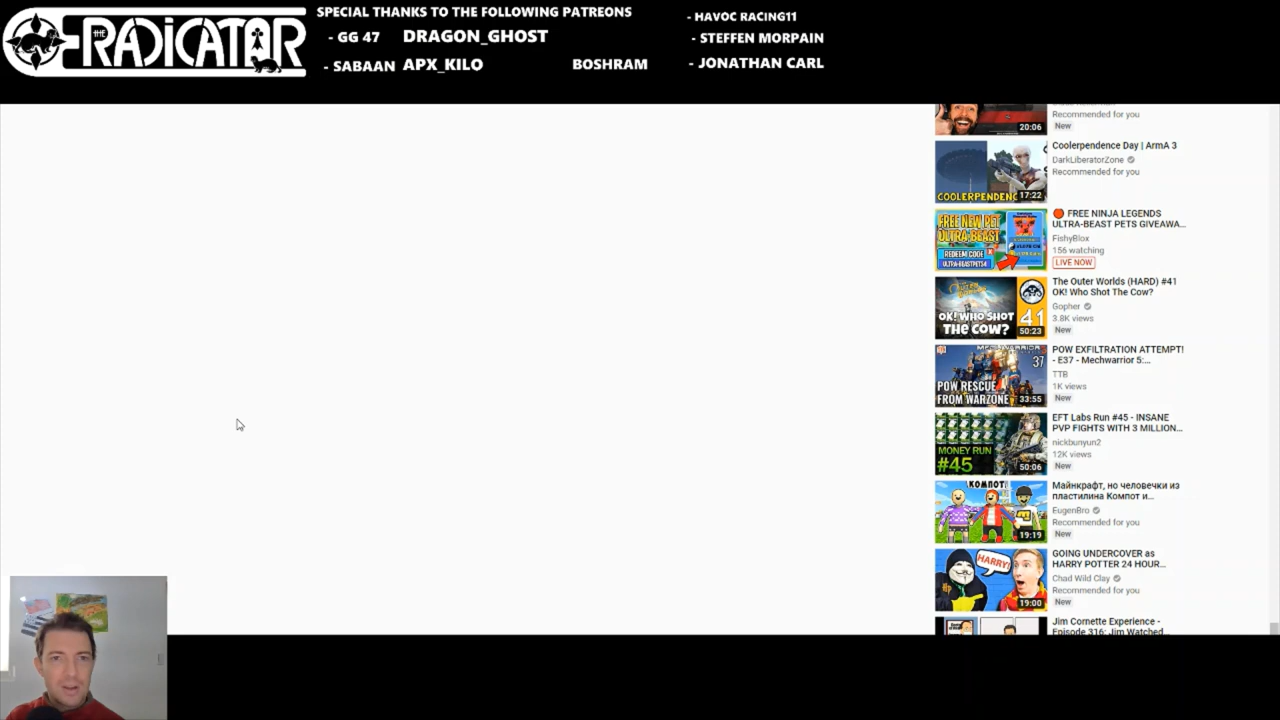 THE
ERADICATOR
SPECIAL THANKS TO THE FOLLOWING PATREONS
- GG 47 DRAGON_GHOST
- SABAAN APX_KILO BOSHRAM
- HAVOC RACING11
- STEFFEN MORPAIN
- JONATHAN CARL
20:06
Recommended for you
New
COOLERPENDENC
17:22
Coolerpendence Day | ArmA 3
DarkLiberatorZone
Recommended for you
FREE NEW PET
ULTRA-BEAST
REDEEM CODE
FREE NINJA LEGENDS
ULTRA-BEAST PETS GIVEAWA...
FishyBlox
156 watching
LIVE NOW
OK! WHO SHOT
THE COW?
41
50:23
The Outer Worlds (HARD) #41
OK! Who Shot The Cow?
Gopher
3.8K views
New
37
POW RESCUE
FROM WARZONE
33:55
POW EXFILTRATION ATTEMPT!
- E37 - Mechwarrior 5:...
TTB
1K views
New
MONEY RUN
#45
50:06
EFT Labs Run #45 - INSANE
PVP FIGHTS WITH 3 MILLION...
nickbunyun2
12K views
New
КОМПОТ!
19:19
Майнкрафт, но человечки из
пластилина Компот и...
EugenBro
Recommended for you
New
HARRY!
19:00
GOING UNDERCOVER as
HARRY POTTER 24 HOUR...
Chad Wild Clay
Recommended for you
New
Jim Cornette Experience -
Episode 316: Jim Watched...